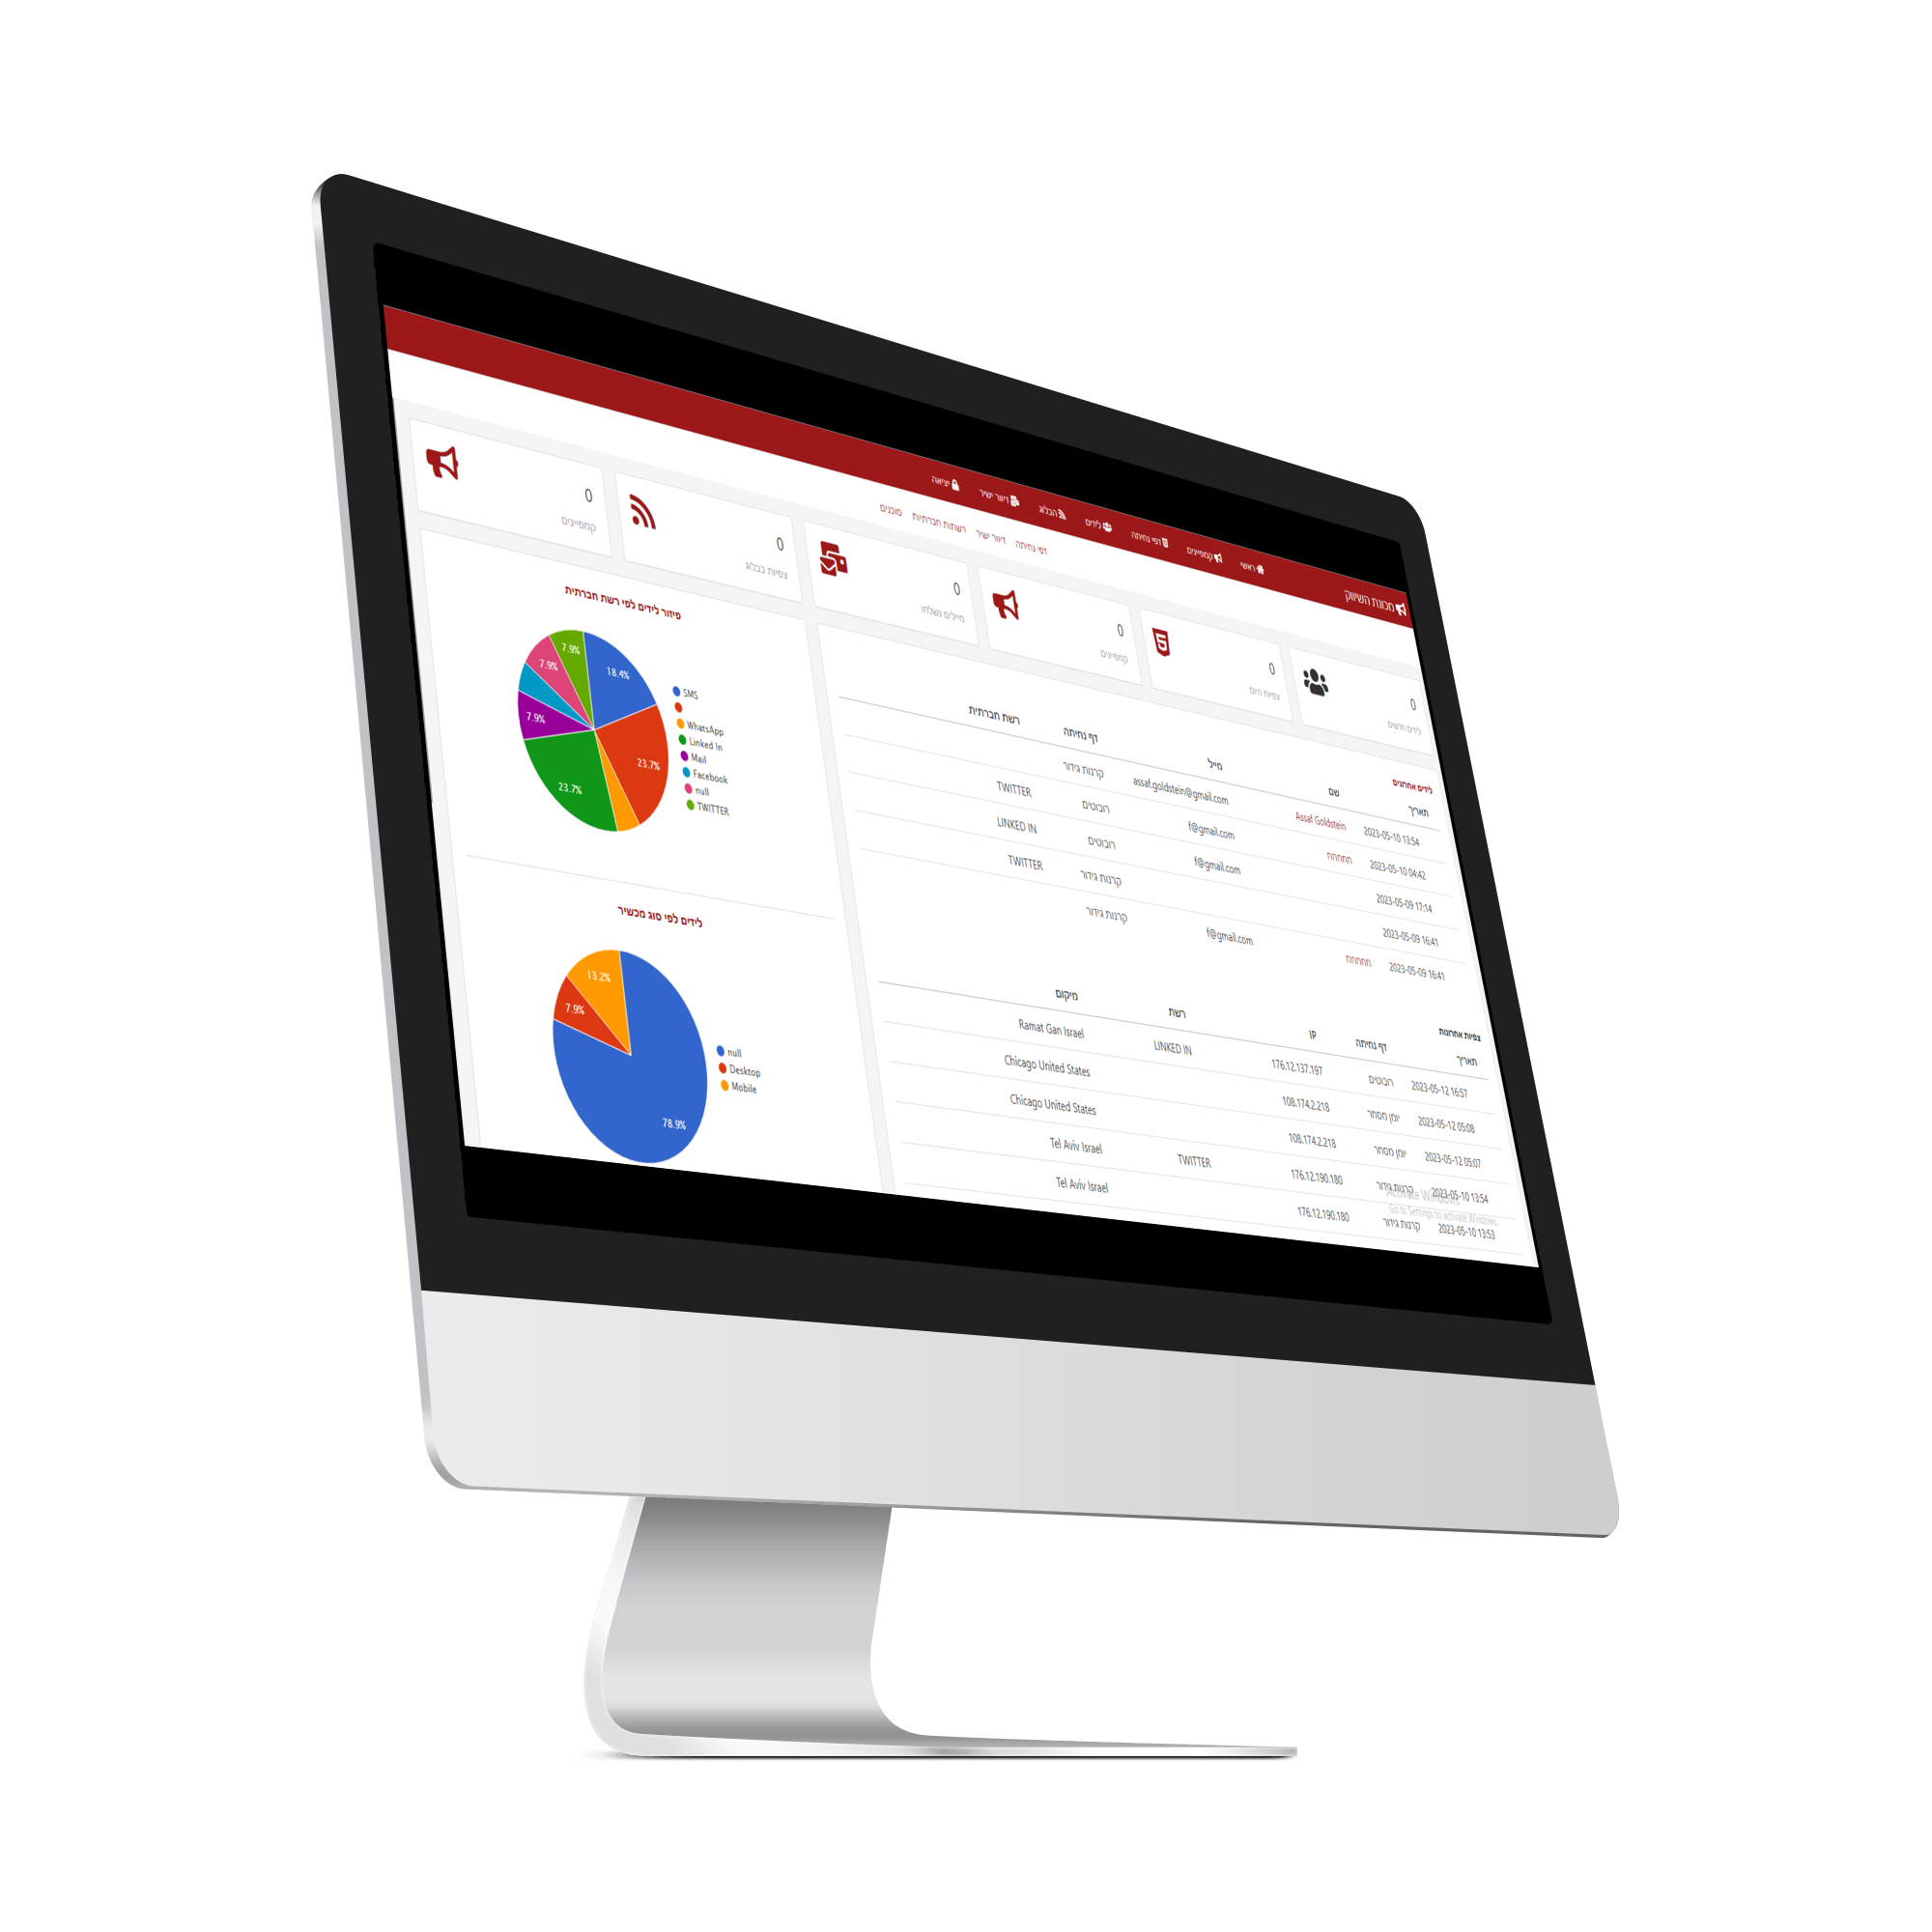 מכונת השיווק
ראשי קמפיינים דפי נחיתה לידים הבלוג דיוור ישיר יציאה
דפי נחיתה דיוור ישיר רשתות חברתיות סוכנים
0
לידים חדשים
0
צפיות היום
0
קמפיינים
0
מיילים נשלחו
0
צפיות בבלוג
0
קמפיינים
לידים אחרונים
תאריך שם מייל דף נחיתה רשת חברתית
2023-05-10 13:54 Assaf Goldstein assaf.goldstein@gmail.com קרנות גידור
2023-05-10 04:42 חחחחח f@gmail.com רובוטים TWITTER
2023-05-09 17:14 f@gmail.com רובוטים LINKED IN
2023-05-09 16:41 קרנות גידור TWITTER
2023-05-09 16:41 חחחחח f@gmail.com קרנות גידור
צפיות אחרונות
תאריך דף נחיתה קן רשת מיקום
2023-05-12 16:57 רובוטים 176.12.137.197 LINKED IN Ramat Gan Israel
2023-05-12 05:08 יומן מסחר 108.174.2.218 Chicago United States
2023-05-12 05:07 יומן מסחר 108.174.2.218 Chicago United States
2023-05-10 13:54 קרנות גידור 176.12.190.180 TWITTER Tel Aviv Israel
2023-05-10 13:53 קרנות גידור 176.12.190.180 Tel Aviv Israel
Activate Windows
Go to Settings to activate Windows.
פיזור לידים לפי רשת חברתית
7.9%
18.4%
7.9%
7.9%
23.7%
23.7%
SMS
WhatsApp
Linked In
Mail
Facebook
null
TWITTER
לידים לפי סוג מכשיר
13.2%
7.9%
78.9%
null
Desktop
Mobile